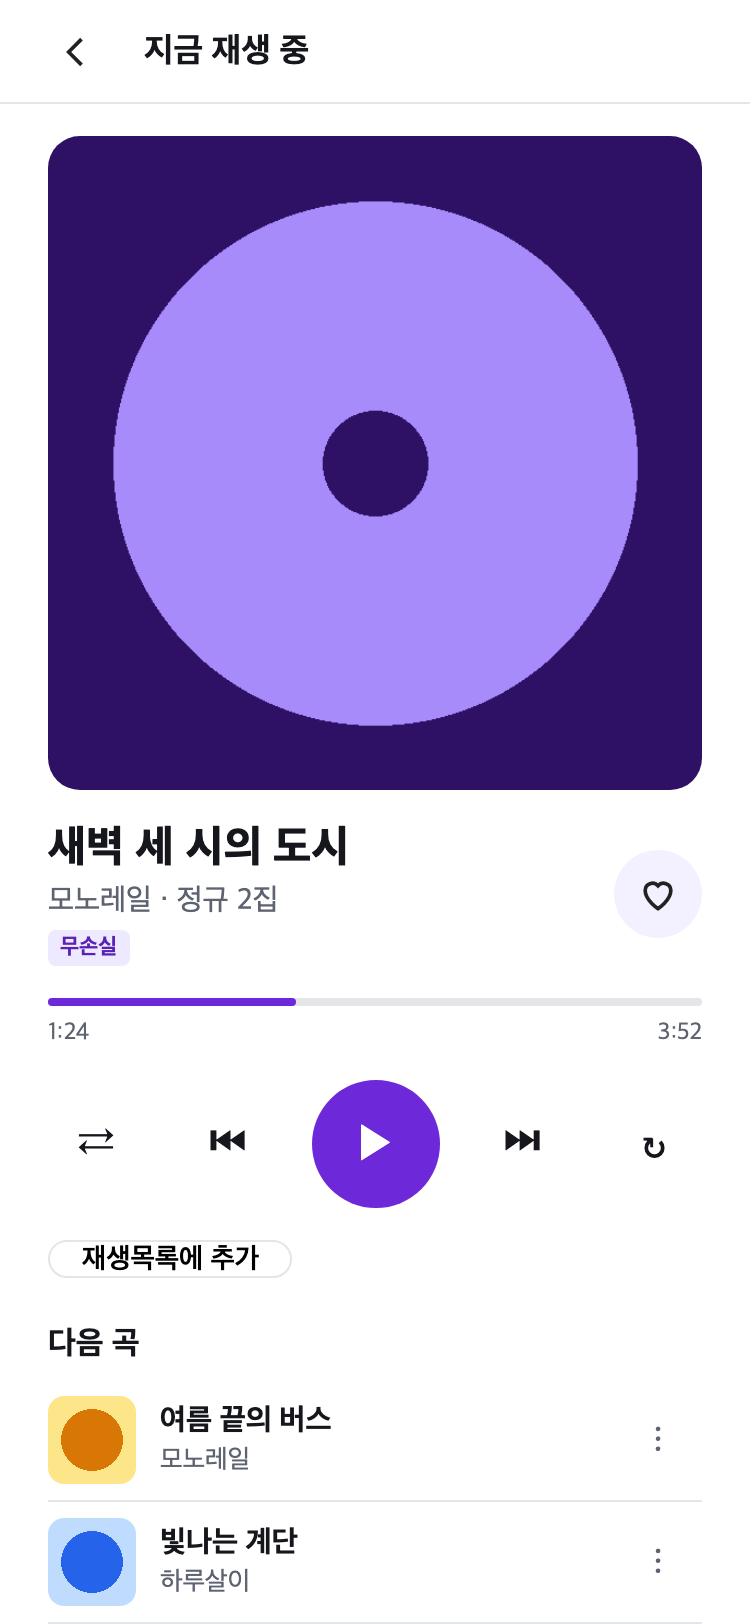 지금 재생 중
새벽 세 시의 도시
모노레일 · 정규 2집
무손실
1:24
3:52
재생목록에 추가
다음 곡
여름 끝의 버스
모노레일
빛나는 계단
하루살이